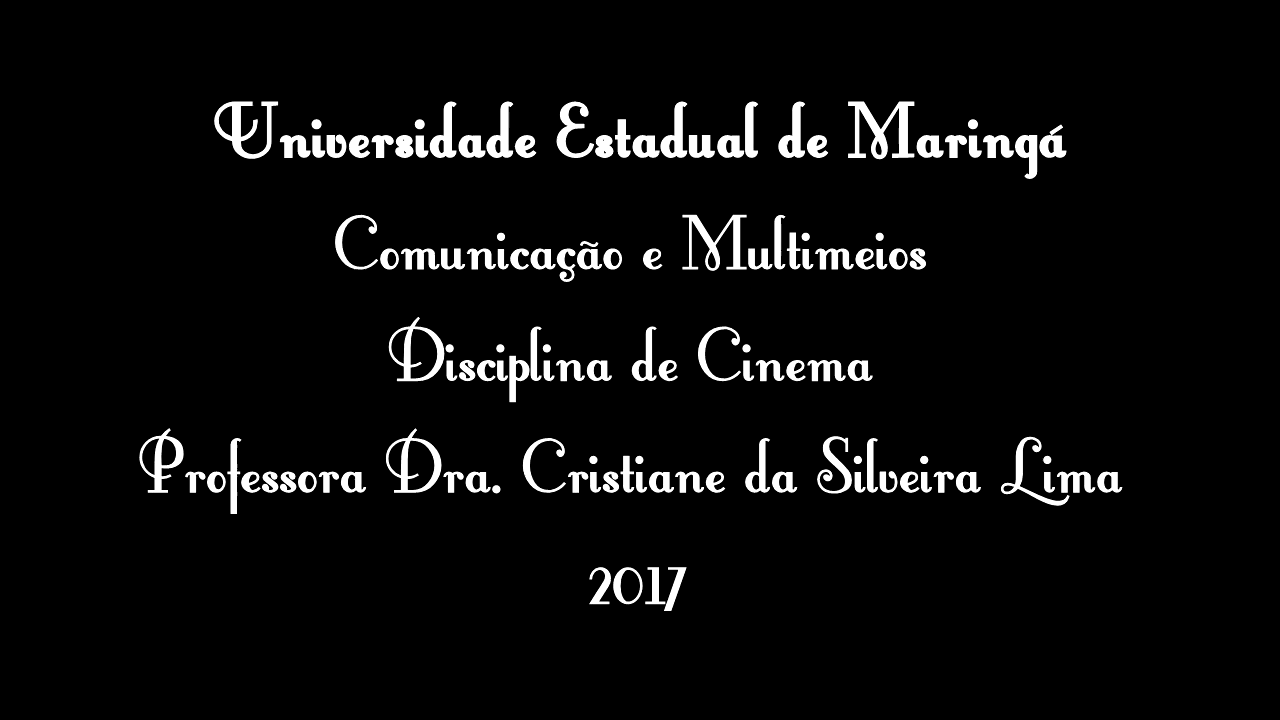 Universidade Estadual de Maringá
Comunicação e Multimeios
Disciplina de Cinema
Professora Dra. Cristiane da Silveira Lima
2017